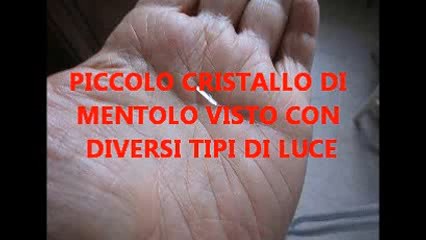 PICCOLO CRISTALLO DI
MENTOLO VISTO CON
DIVERSI TIPI DI LUCE